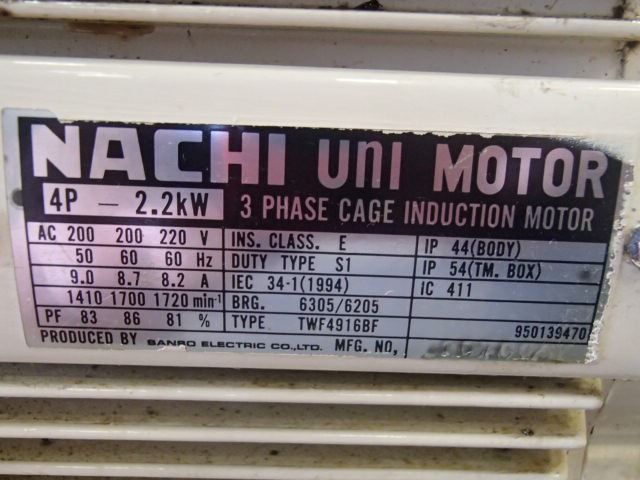 NACHI uni MOTOR
4P - 2.2kW 3 PHASE CAGE INDUCTION MOTOR
AC 200 200 220 V INS. CLASS. E IP 44(BODY)
50 60 60 Hz DUTY TYPE S1 IP 54(TM. BOX)
9.0 8.7 8.2 A IEC 34-1(1994) IC 411
1410 1700 1720 min-1 BRG. 6305/6205
PF 83 86 81 % TYPE TWF4916BF 950139470
PRODUCED BY SANSO ELECTRIC CO.,LTD. MFG. NO,